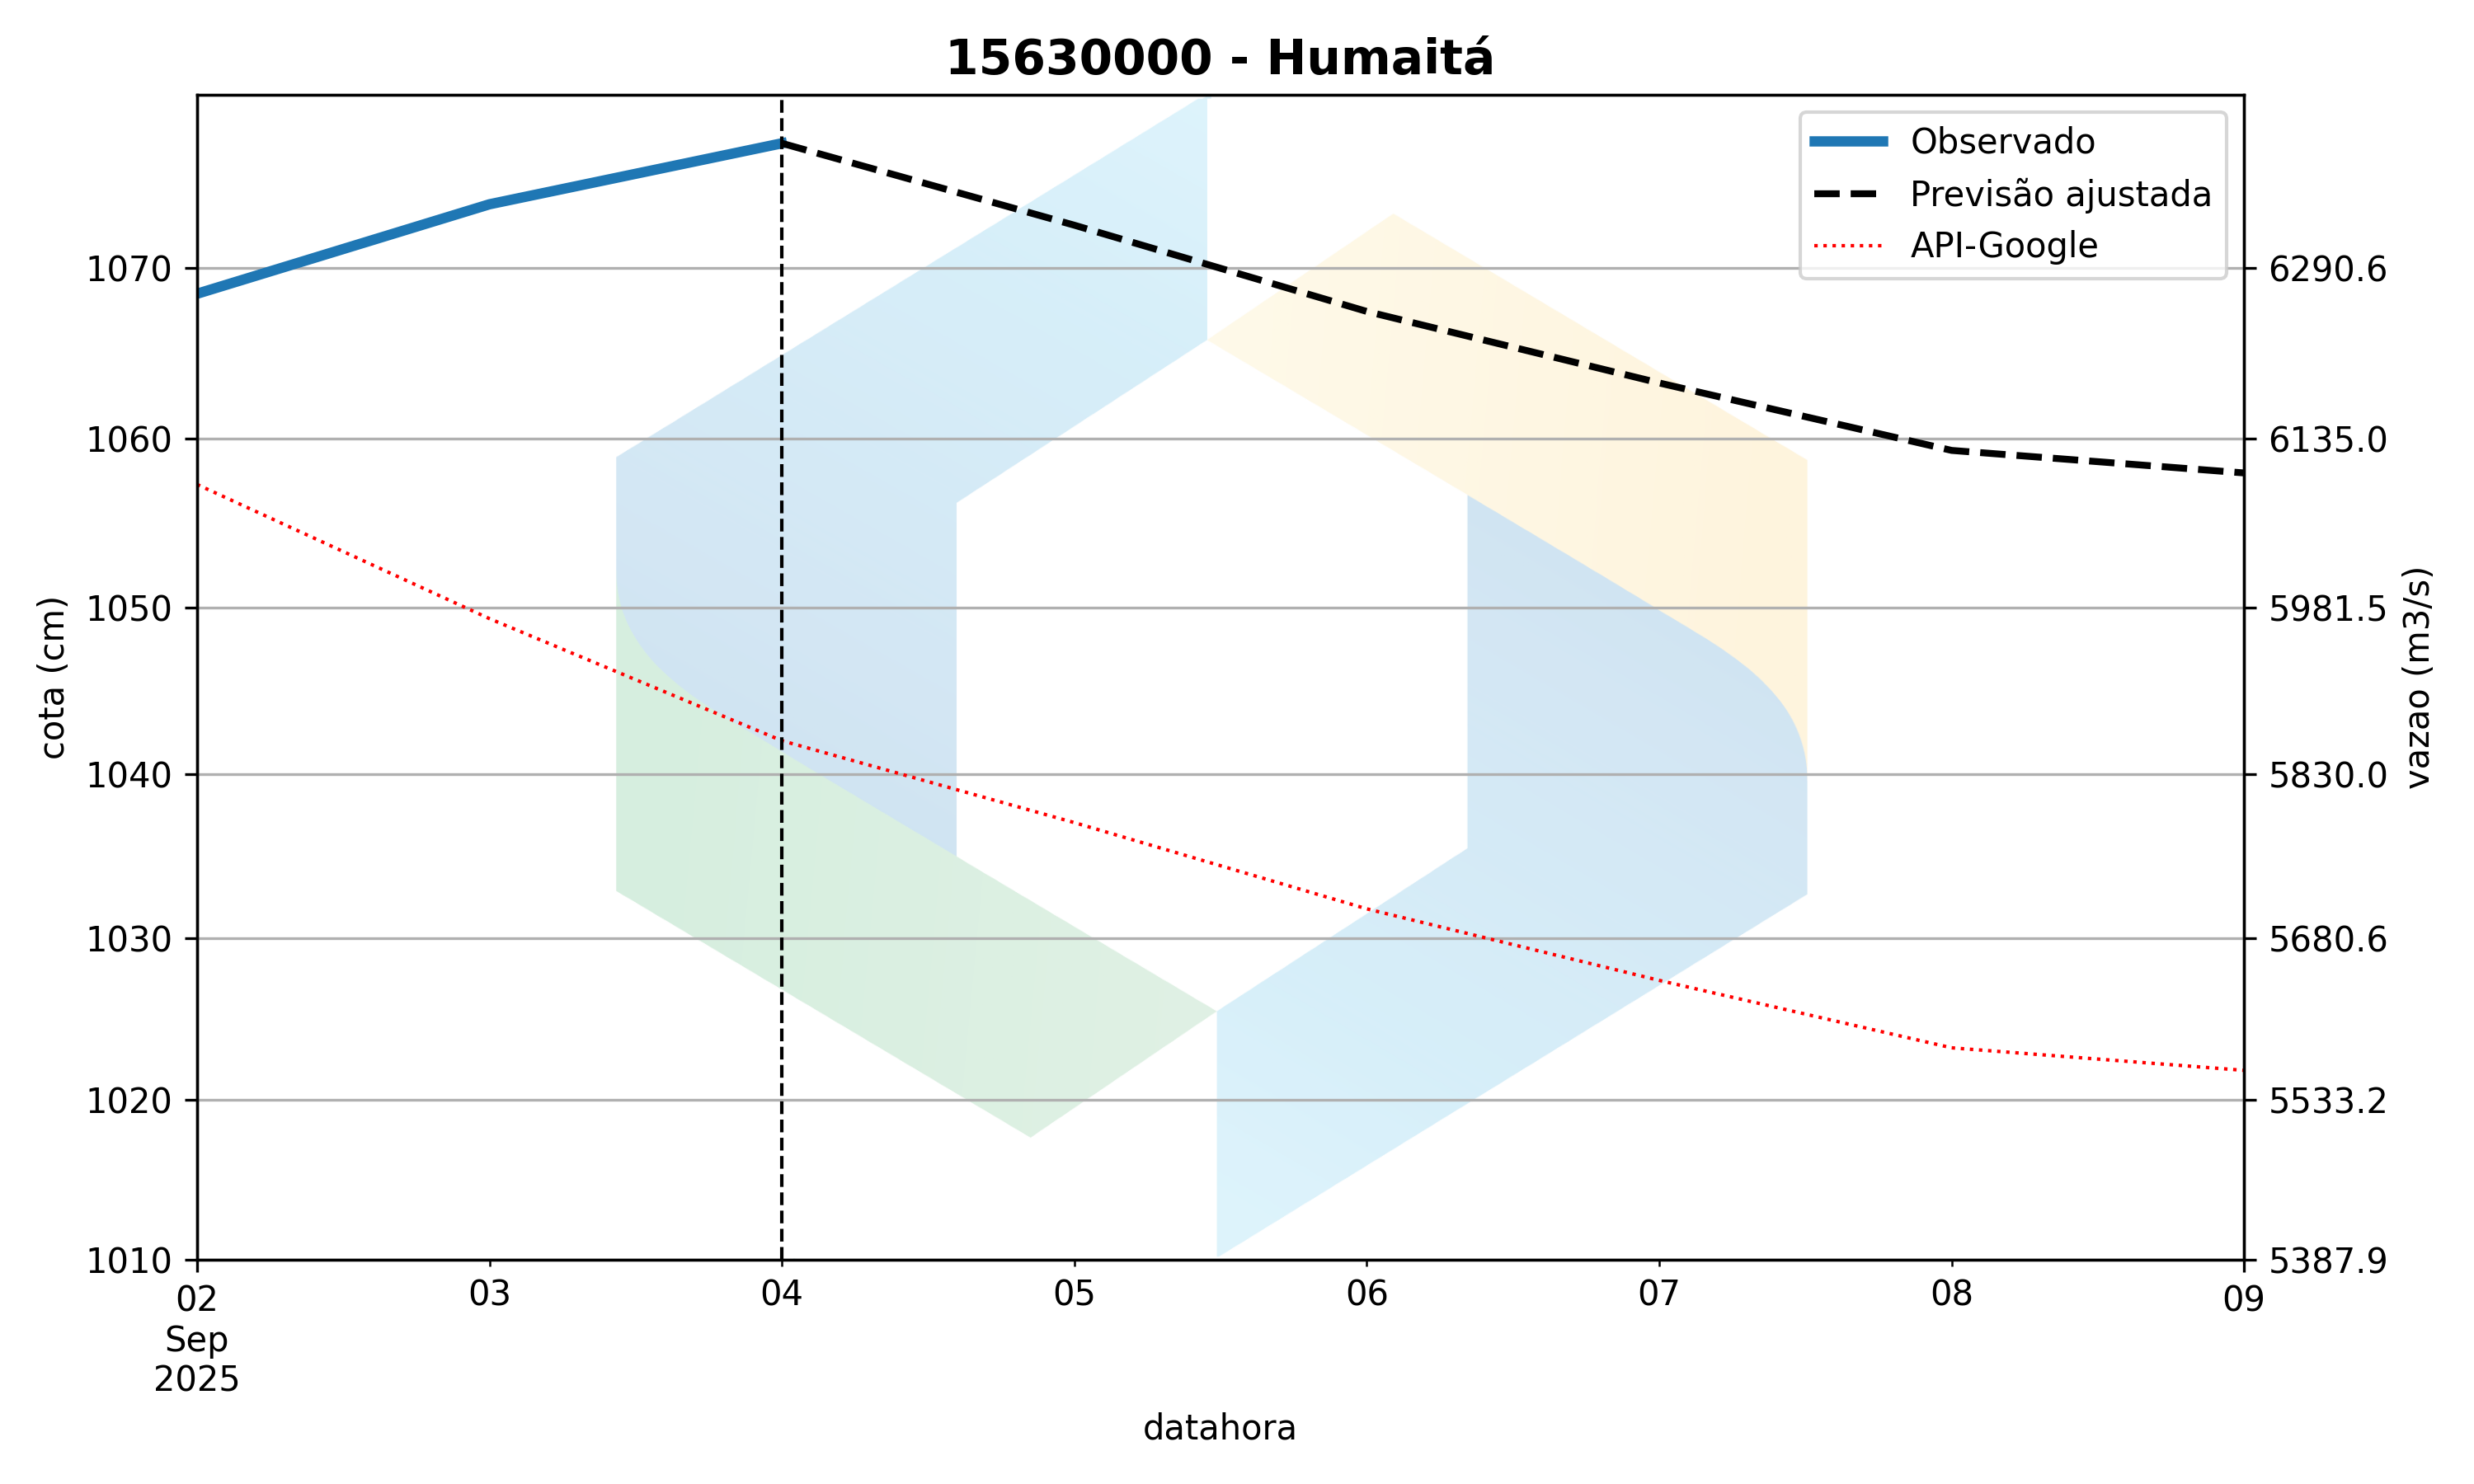 15630000 - Humaitá
Observado
Previsão ajustada
API-Google
1070
1060
1050
1040
1030
1020
1010
cota (cm)
6290.6
6135.0
5981.5
5830.0
5680.6
5533.2
5387.9
vazao (m3/s)
02
03
04
05
06
07
08
09
Sep
2025
datahora